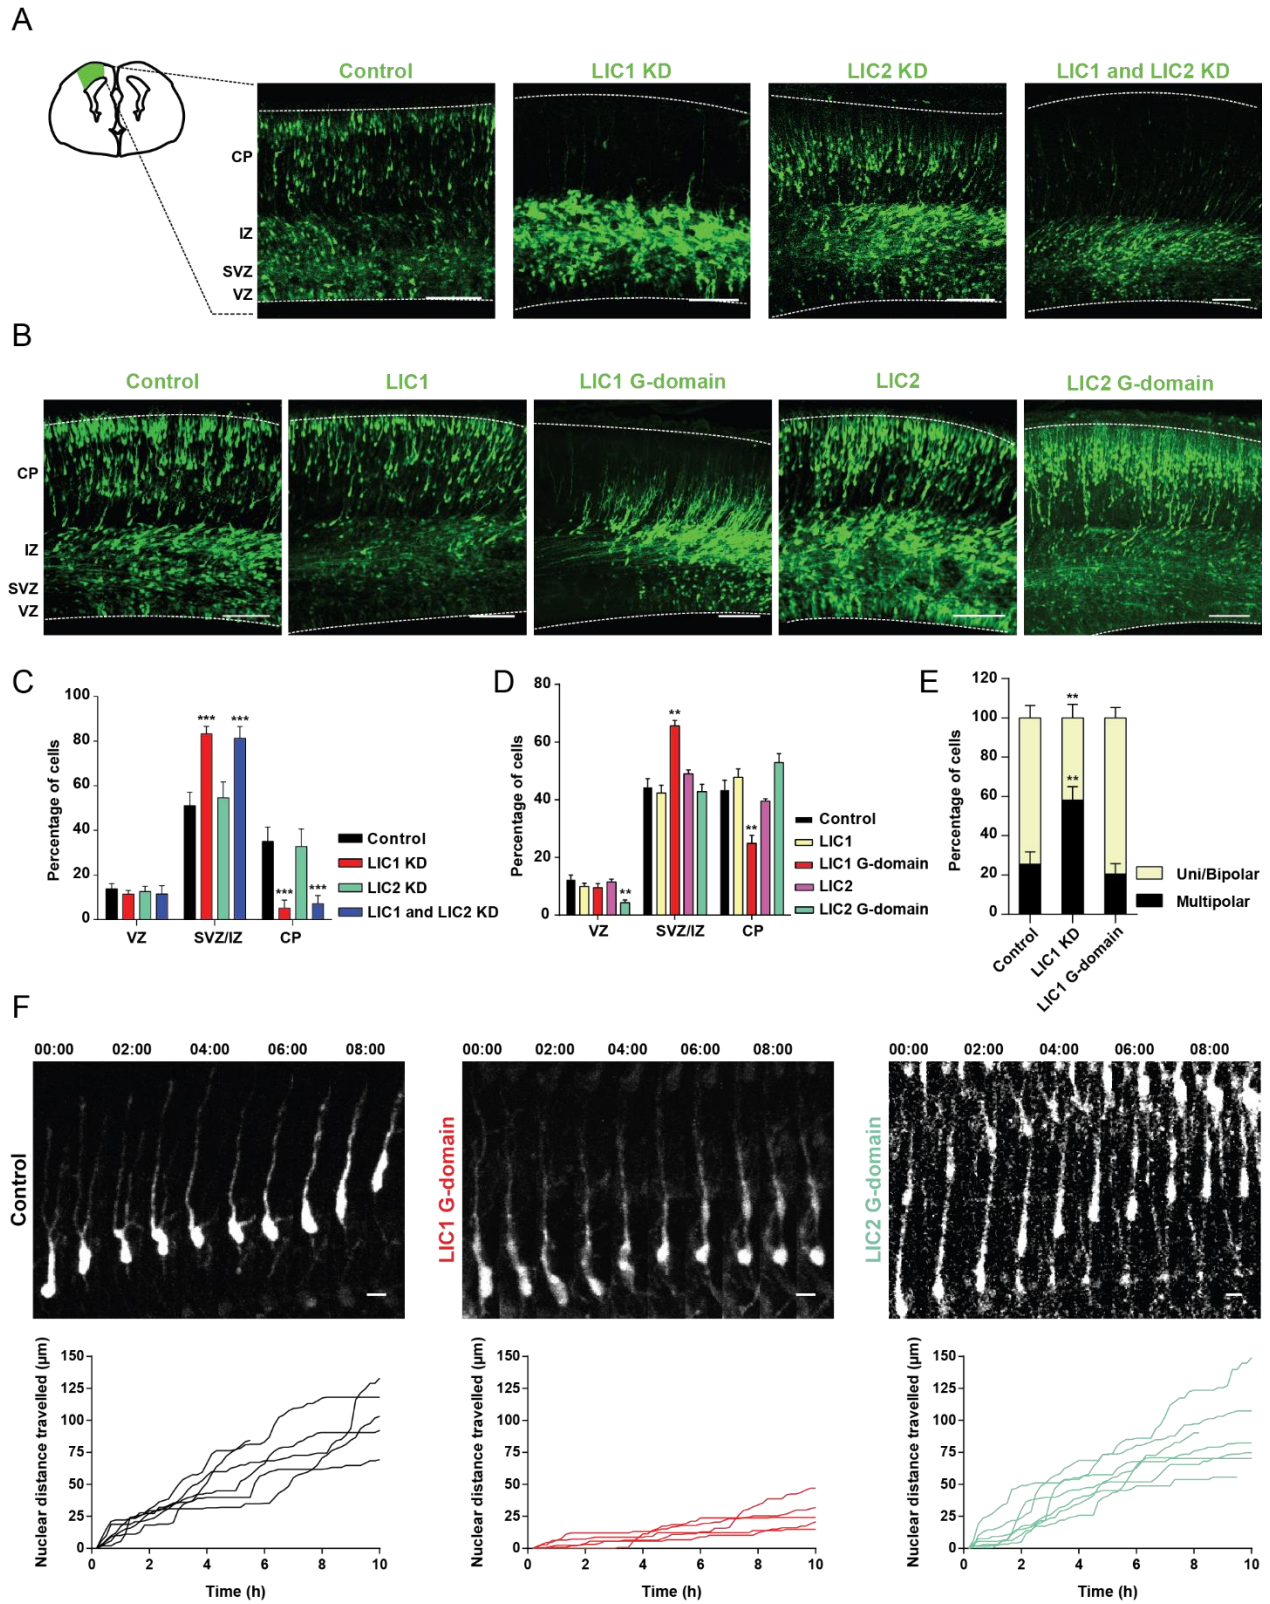 A
Control
LIC1 KD
LIC2 KD
LIC1 and LIC2 KD
CP
IZ
SVZ
VZ
B
Control
LIC1
LIC1 G-domain
LIC2
LIC2 G-domain
CP
IZ
SVZ
VZ
C
Percentage of cells
100
80
60
40
20
0
*** ***
*** ***
VZ SVZ/IZ CP
Control
LIC1 KD
LIC2 KD
LIC1 and LIC2 KD
D
Percentage of cells
80
60
40
20
0
**
**
**
VZ SVZ/IZ CP
Control
LIC1
LIC1 G-domain
LIC2
LIC2 G-domain
E
Percentage of cells
120
100
80
60
40
20
0
**
**
Control
LIC1 KD
LIC1 G-domain
Uni/Bipolar
Multipolar
F
00:00 02:00 04:00 06:00 08:00
Control
00:00 02:00 04:00 06:00 08:00
LIC1 G-domain
00:00 02:00 04:00 06:00 08:00
LIC2 G-domain
Nuclear distance travelled (µm)
150
125
100
75
50
25
0
0 2 4 6 8 10
Time (h)
Nuclear distance travelled (µm)
150
125
100
75
50
25
0
0 2 4 6 8 10
Time (h)
Nuclear distance travelled (µm)
150
125
100
75
50
25
0
0 2 4 6 8 10
Time (h)